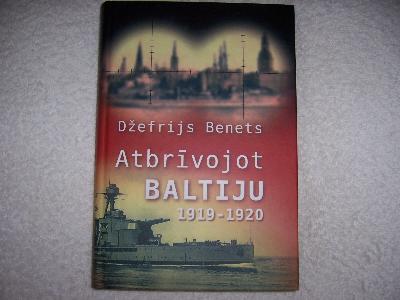 Džefrijs Benets
Atbrīvojot
BALTIJU
1919-1920